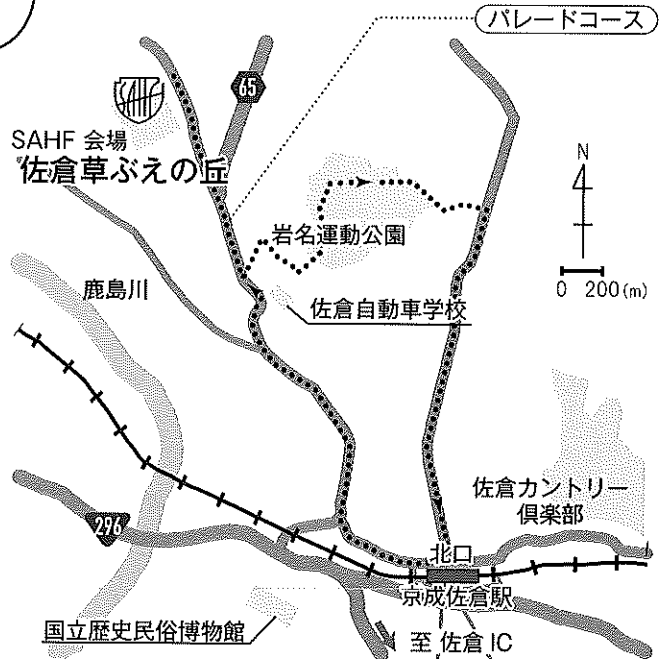 パレードコース
SAHF
65
SAHF 会場
佐倉草ぶえの丘
岩名運動公園
N
0 200(m)
鹿島川
佐倉自動車学校
佐倉カントリー
倶楽部
296
北口
京成佐倉駅
国立歴史民俗博物館
至 佐倉IC